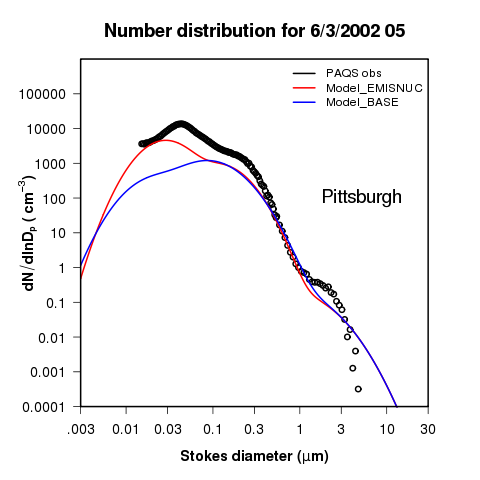 Number distribution for 6/3/2002 05
PAQS obs
Model_EMISNUC
Model_BASE
Pittsburgh
dN/dlnDp ( cm−3)
100000
10000
1000
100
10
1
0.1
0.01
0.001
0.0001
.003 0.01 0.03 0.1 0.3 1 3 10 30
Stokes diameter (μm)